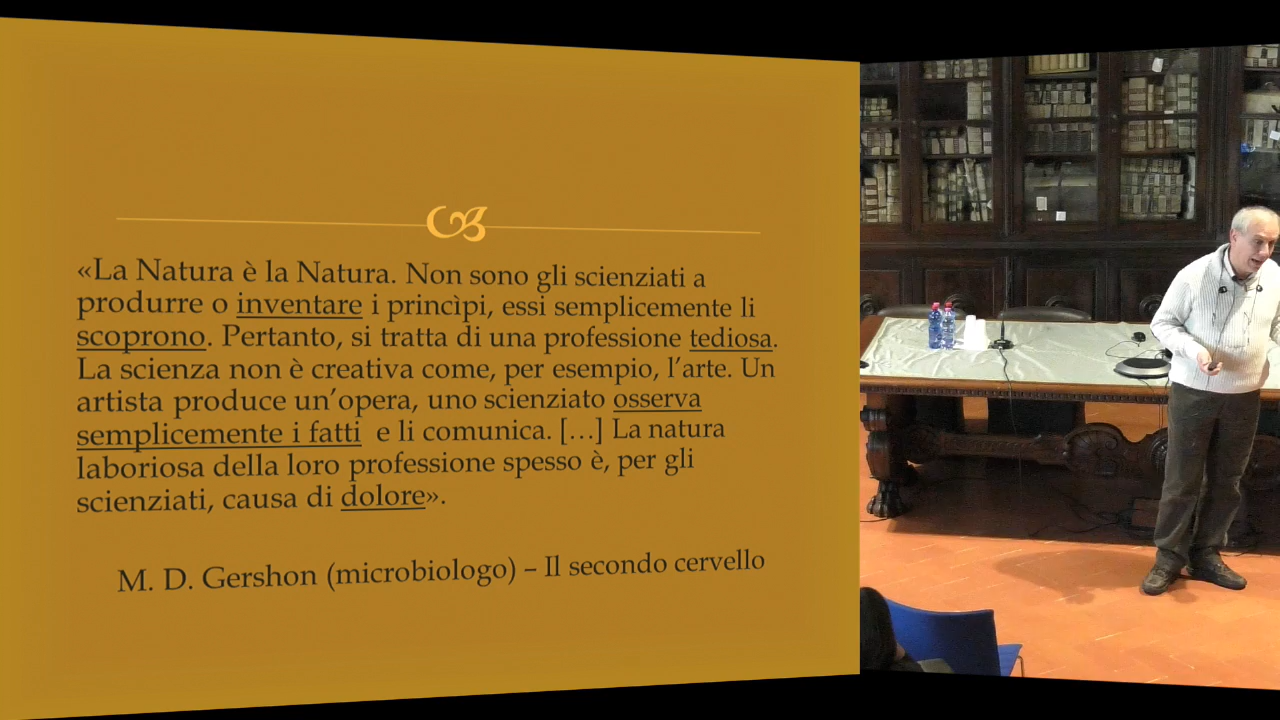 «La Natura è la Natura. Non sono gli scienziati a
produrre o inventare i princìpi, essi semplicemente li
scoprono. Pertanto, si tratta di una professione tediosa.
La scienza non è creativa come, per esempio, l’arte. Un
artista produce un’opera, uno scienziato osserva
semplicemente i fatti e li comunica. […] La natura
laboriosa della loro professione spesso è, per gli
scienziati, causa di dolore».
M. D. Gershon (microbiologo) – Il secondo cervello